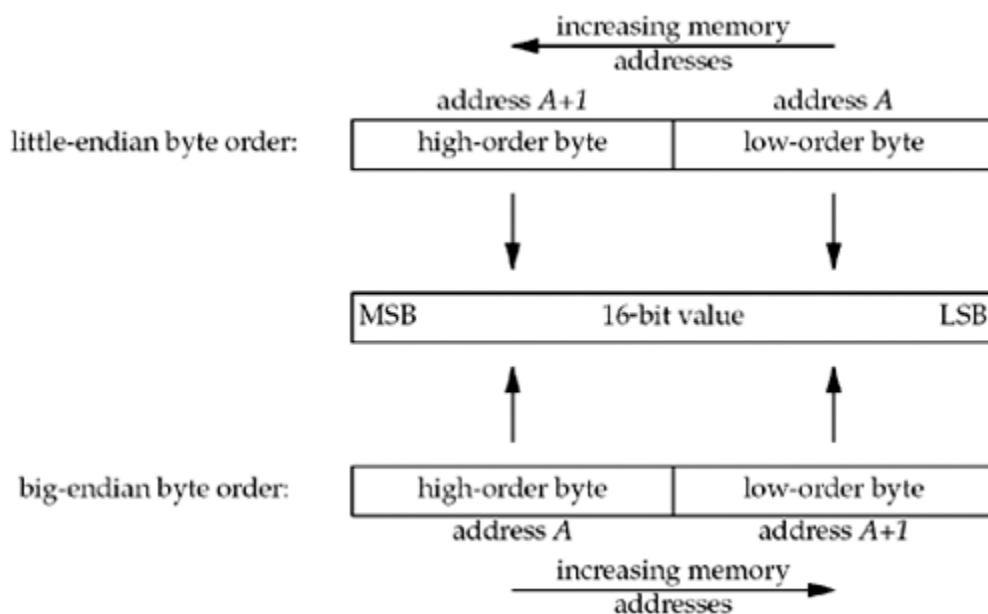 increasing memory
addresses
address A+1 address A
little-endian byte order: high-order byte low-order byte
MSB 16-bit value LSB
big-endian byte order: high-order byte low-order byte
address A address A+1
increasing memory
addresses